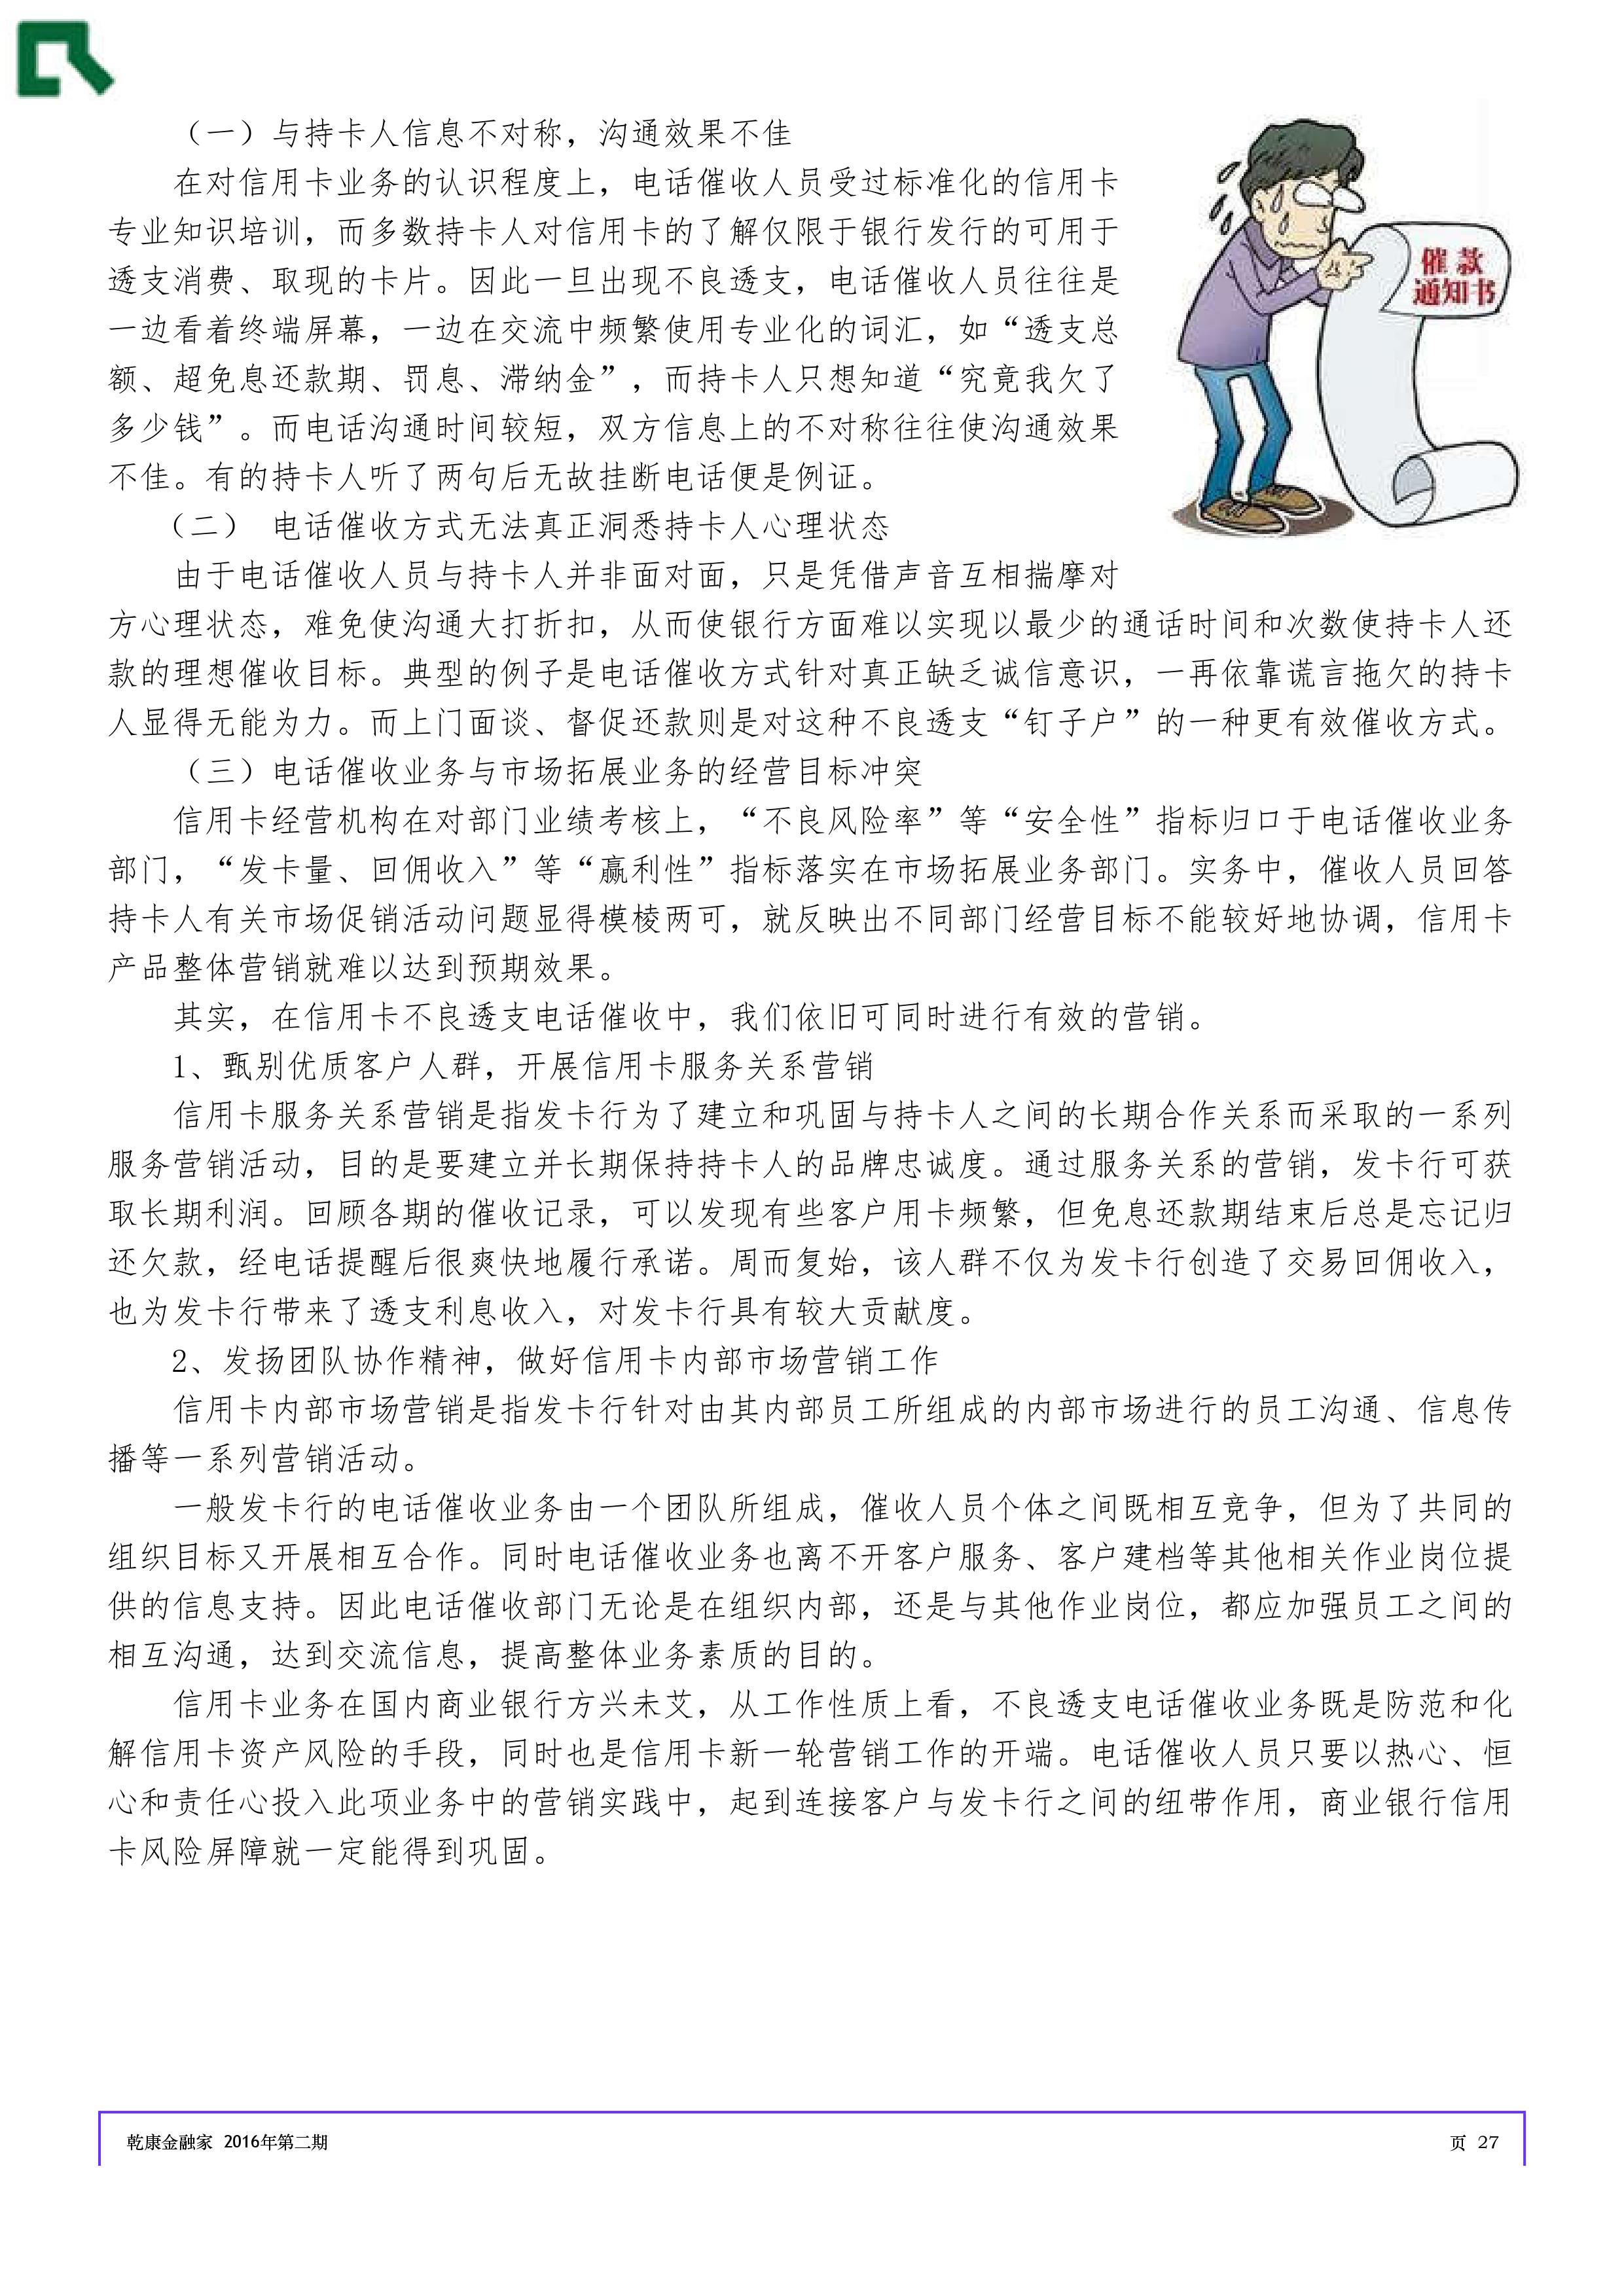 （一）与持卡人信息不对称，沟通效果不佳
在对信用卡业务的认识程度上，电话催收人员受过标准化的信用卡
专业知识培训，而多数持卡人对信用卡的了解仅限于银行发行的可用于
透支消费、取现的卡片。因此一旦出现不良透支，电话催收人员往往是
一边看着终端屏幕，一边在交流中频繁使用专业化的词汇，如“透支总
额、超免息还款期、罚息、滞纳金”，而持卡人只想知道“究竟我欠了
多少钱”。而电话沟通时间较短，双方信息上的不对称往往使沟通效果
不佳。有的持卡人听了两句后无故挂断电话便是例证。
催款
通知书
（二） 电话催收方式无法真正洞悉持卡人心理状态
由于电话催收人员与持卡人并非面对面，只是凭借声音互相揣摩对
方心理状态，难免使沟通大打折扣，从而使银行方面难以实现以最少的通话时间和次数使持卡人还
款的理想催收目标。典型的例子是电话催收方式针对真正缺乏诚信意识，一再依靠谎言拖欠的持卡
人显得无能为力。而上门面谈、督促还款则是对这种不良透支“钉子户”的一种更有效催收方式。
（三）电话催收业务与市场拓展业务的经营目标冲突
信用卡经营机构在对部门业绩考核上，“不良风险率”等“安全性”指标归口于电话催收业务
部门，“发卡量、回佣收入”等“赢利性”指标落实在市场拓展业务部门。实务中，催收人员回答
持卡人有关市场促销活动问题显得模棱两可，就反映出不同部门经营目标不能较好地协调，信用卡
产品整体营销就难以达到预期效果。
其实，在信用卡不良透支电话催收中，我们依旧可同时进行有效的营销。
1、甄别优质客户人群，开展信用卡服务关系营销
信用卡服务关系营销是指发卡行为了建立和巩固与持卡人之间的长期合作关系而采取的一系列
服务营销活动，目的是要建立并长期保持持卡人的品牌忠诚度。通过服务关系的营销，发卡行可获
取长期利润。回顾各期的催收记录，可以发现有些客户用卡频繁，但免息还款期结束后总是忘记归
还欠款，经电话提醒后很爽快地履行承诺。周而复始，该人群不仅为发卡行创造了交易回佣收入，
也为发卡行带来了透支利息收入，对发卡行具有较大贡献度。
2、发扬团队协作精神，做好信用卡内部市场营销工作
信用卡内部市场营销是指发卡行针对由其内部员工所组成的内部市场进行的员工沟通、信息传
播等一系列营销活动。
一般发卡行的电话催收业务由一个团队所组成，催收人员个体之间既相互竞争，但为了共同的
组织目标又开展相互合作。同时电话催收业务也离不开客户服务、客户建档等其他相关作业岗位提
供的信息支持。因此电话催收部门无论是在组织内部，还是与其他作业岗位，都应加强员工之间的
相互沟通，达到交流信息，提高整体业务素质的目的。
信用卡业务在国内商业银行方兴未艾，从工作性质上看，不良透支电话催收业务既是防范和化
解信用卡资产风险的手段，同时也是信用卡新一轮营销工作的开端。电话催收人员只要以热心、恒
心和责任心投入此项业务中的营销实践中，起到连接客户与发卡行之间的纽带作用，商业银行信用
卡风险屏障就一定能得到巩固。
乾康金融家 2016年第二期
页 27